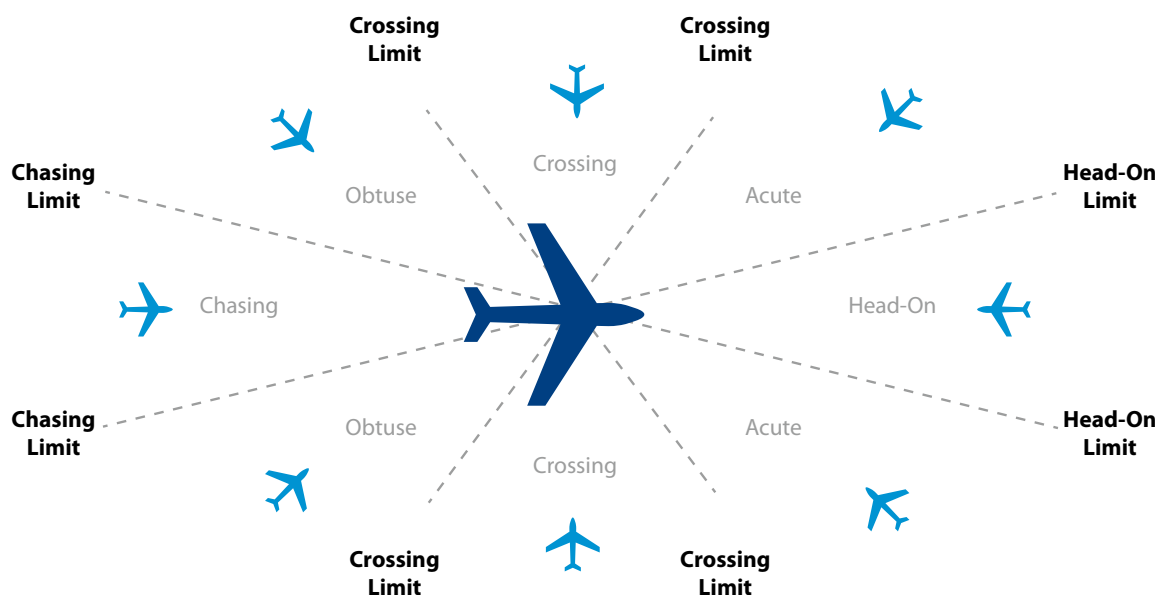 Crossing
Limit
Crossing
Limit
Crossing
Chasing
Limit
Obtuse
Acute
Head-On
Limit
Chasing
Head-On
Chasing
Limit
Obtuse
Acute
Head-On
Limit
Crossing
Crossing
Limit
Crossing
Limit